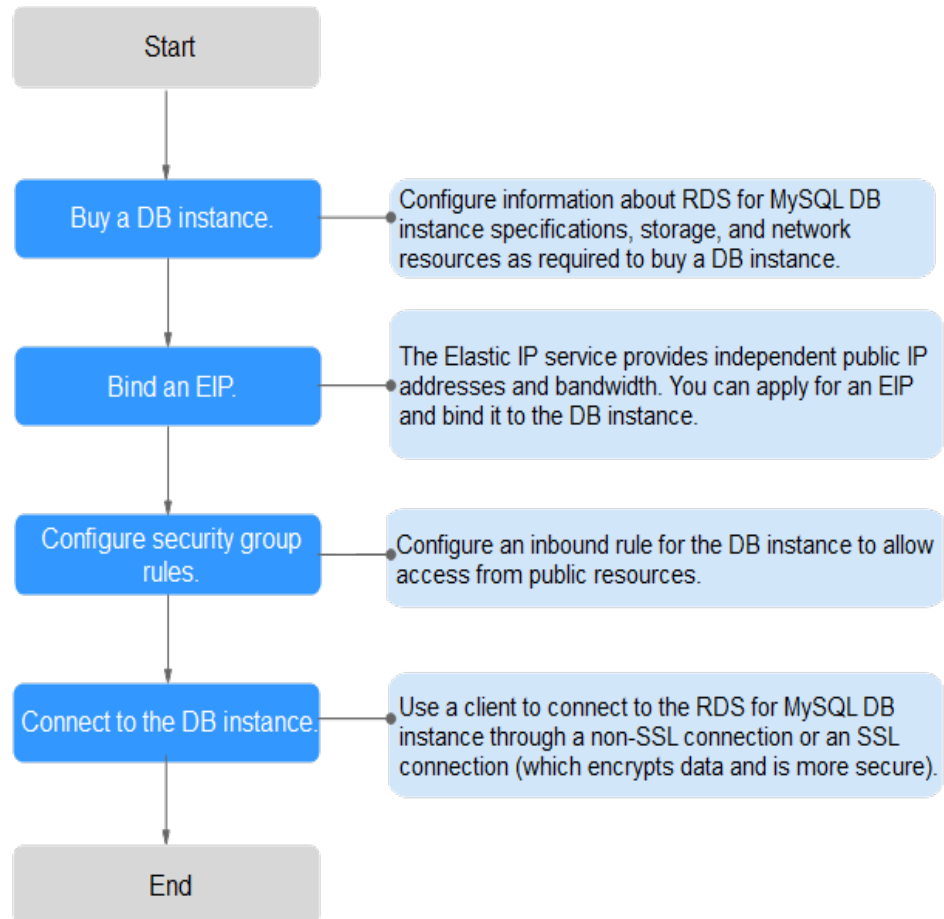 Start
Buy a DB instance.
Configure information about RDS for MySQL DB
instance specifications, storage, and network
resources as required to buy a DB instance.
Bind an EIP.
The Elastic IP service provides independent public IP
addresses and bandwidth. You can apply for an EIP
and bind it to the DB instance.
Configure security group
rules.
Configure an inbound rule for the DB instance to allow
access from public resources.
Connect to the DB instance.
Use a client to connect to the RDS for MySQL DB
instance through a non-SSL connection or an SSL
connection (which encrypts data and is more secure).
End